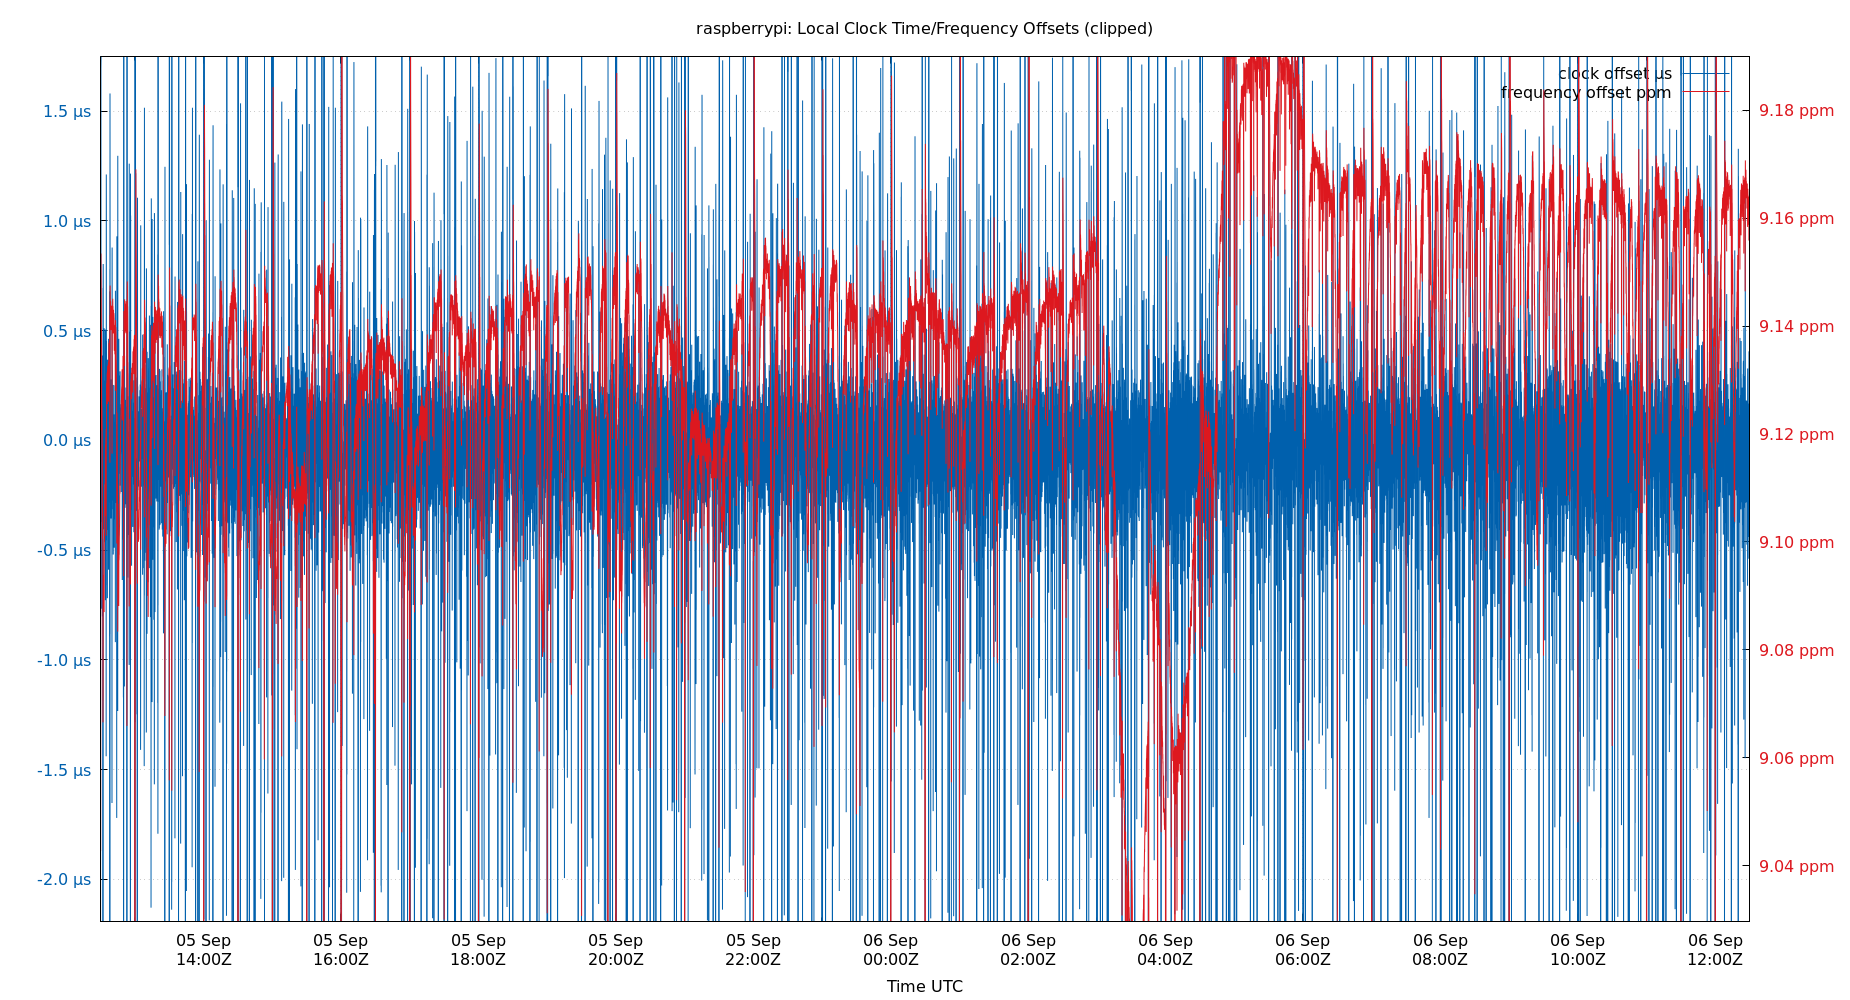 raspberrypi: Local Clock Time/Frequency Offsets (clipped)
clock offset µs
frequency offset ppm
1.5 µs
1.0 µs
0.5 µs
0.0 µs
-0.5 µs
-1.0 µs
-1.5 µs
-2.0 µs
9.18 ppm
9.16 ppm
9.14 ppm
9.12 ppm
9.10 ppm
9.08 ppm
9.06 ppm
9.04 ppm
05 Sep 05 Sep 05 Sep 05 Sep 05 Sep 06 Sep 06 Sep 06 Sep 06 Sep 06 Sep 06 Sep 06 Sep
14:00Z 16:00Z 18:00Z 20:00Z 22:00Z 00:00Z 02:00Z 04:00Z 06:00Z 08:00Z 10:00Z 12:00Z
Time UTC